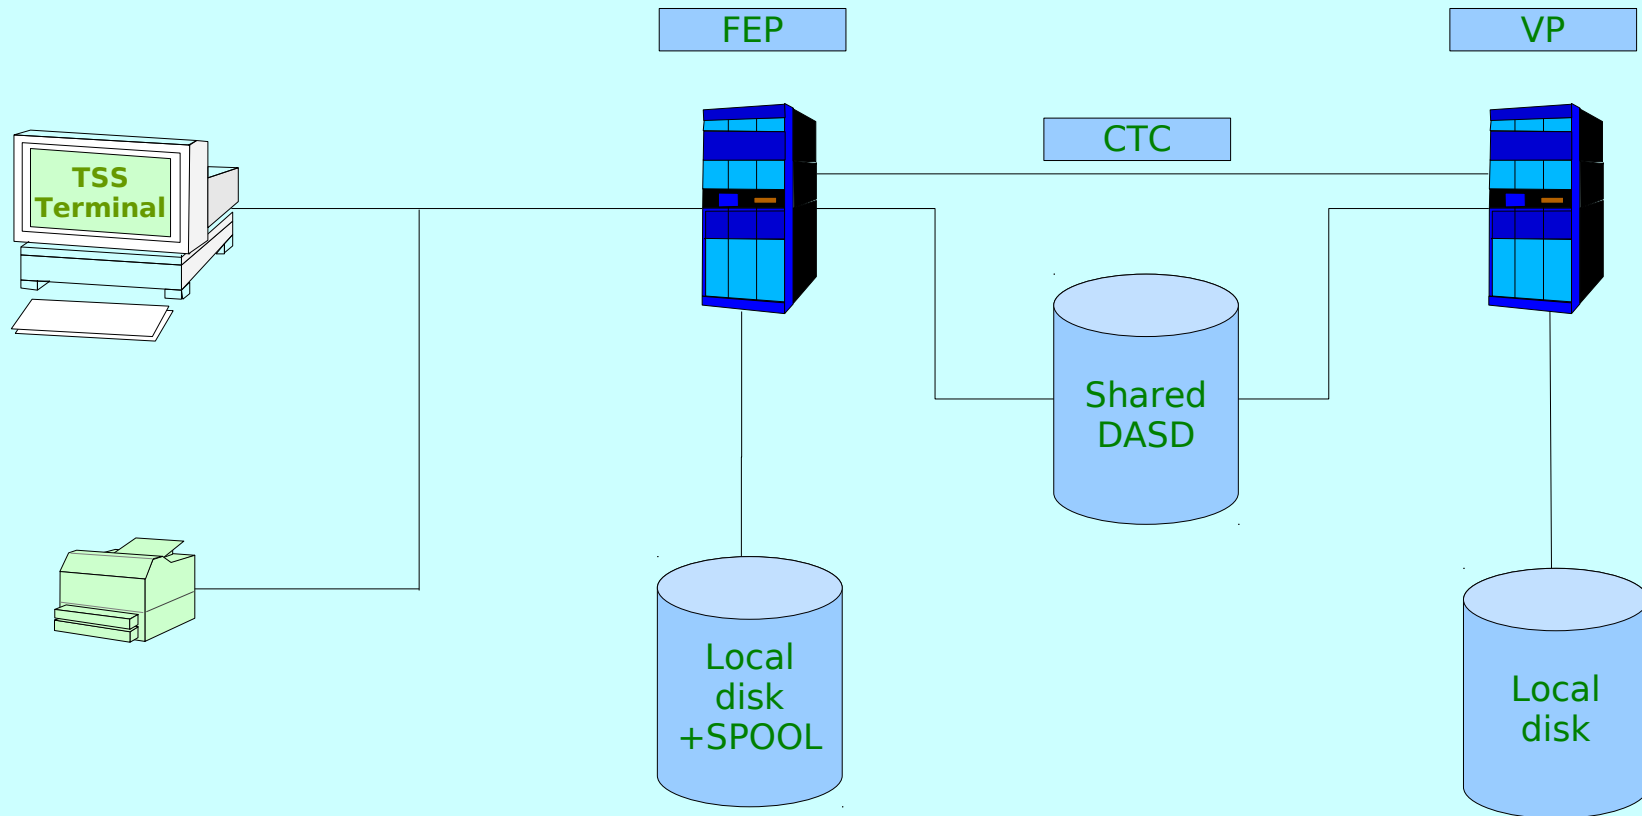 FEP
VP
CTC
TSS
Terminal
Shared
DASD
Local
disk
+SPOOL
Local
disk